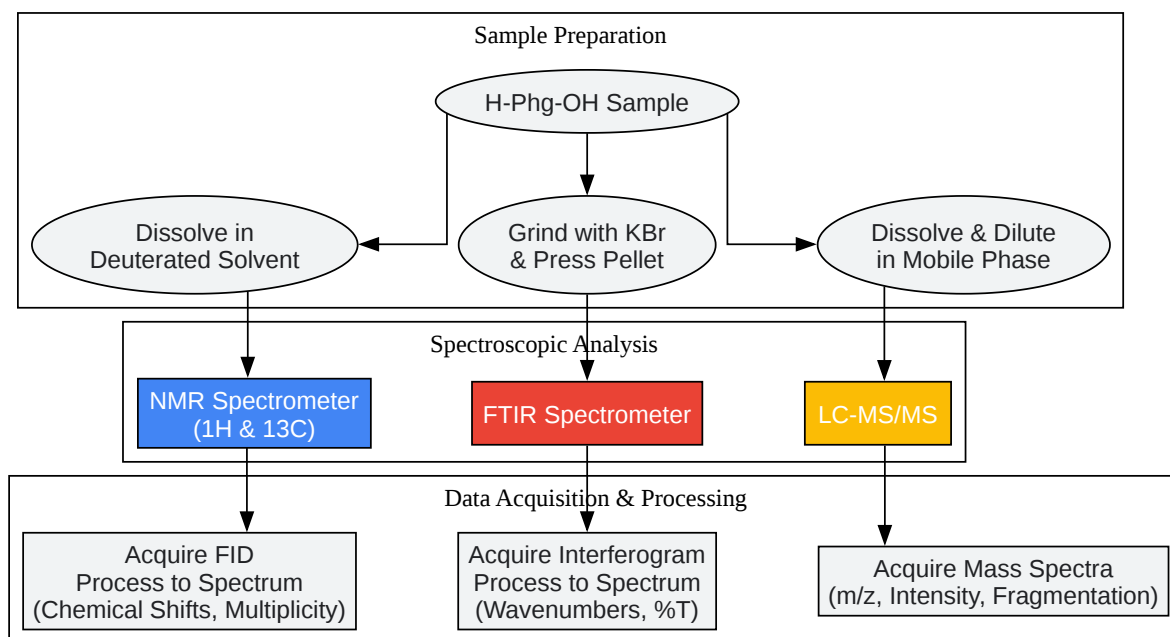 Sample Preparation
H-Phg-OH Sample
Dissolve in
Deuterated Solvent
Grind with KBr
& Press Pellet
Dissolve & Dilute
in Mobile Phase
Spectroscopic Analysis
NMR Spectrometer
(1H & 13C)
FTIR Spectrometer
LC-MS/MS
Data Acquisition & Processing
Acquire FID
Process to Spectrum
(Chemical Shifts, Multiplicity)
Acquire Interferogram
Process to Spectrum
(Wavenumbers, %T)
Acquire Mass Spectra
(m/z, Intensity, Fragmentation)